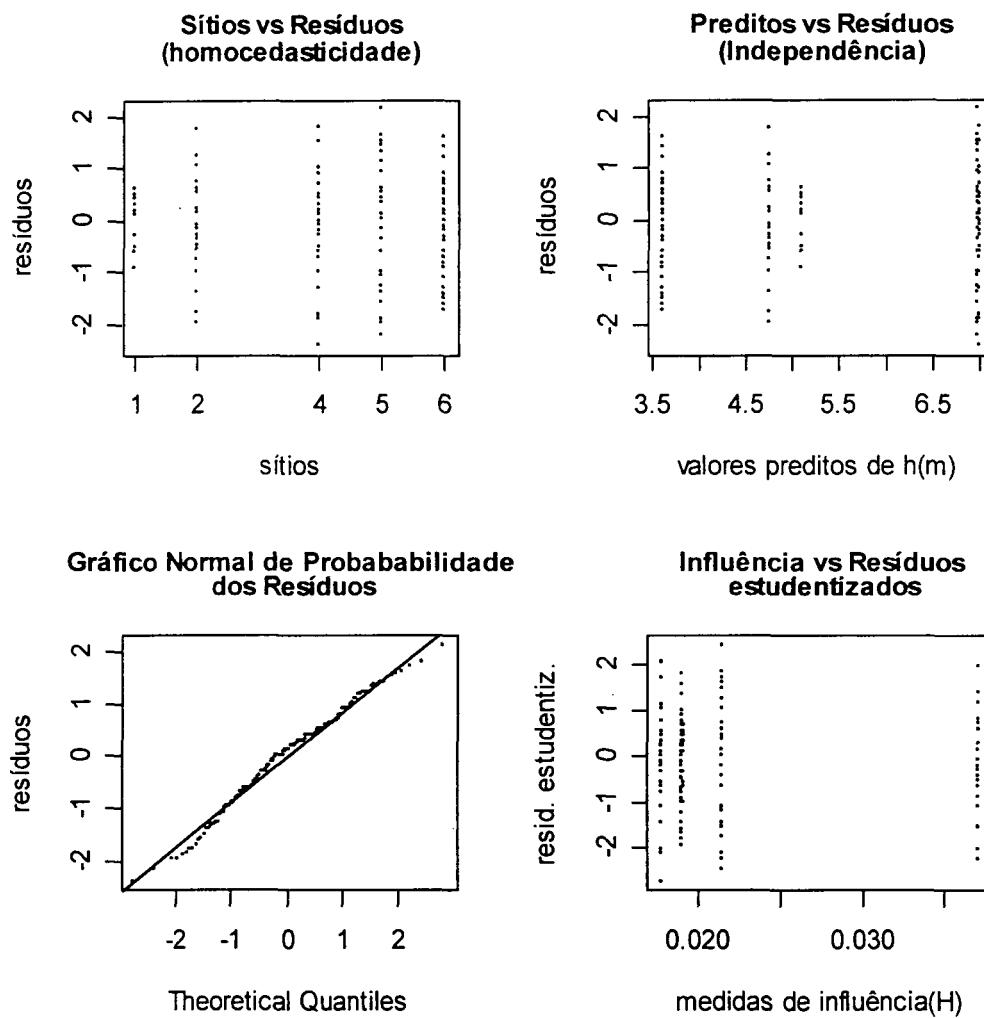 Sítios vs Resíduos
(homocedasticidade)
resíduos
2
1
0
-1
-2
1 2 4 5 6
sítios
Preditos vs Resíduos
(Independência)
resíduos
2
1
0
-1
-2
3.5 4.5 5.5 6.5
valores preditos de h(m)
Gráfico Normal de Probababilidade
dos Resíduos
resíduos
2
1
0
-1
-2
-2 -1 0 1 2
Theoretical Quantiles
Influência vs Resíduos
estudentizados
resid. estudentiz.
2
1
0
-1
-2
0.020 0.030
medidas de influência(H)